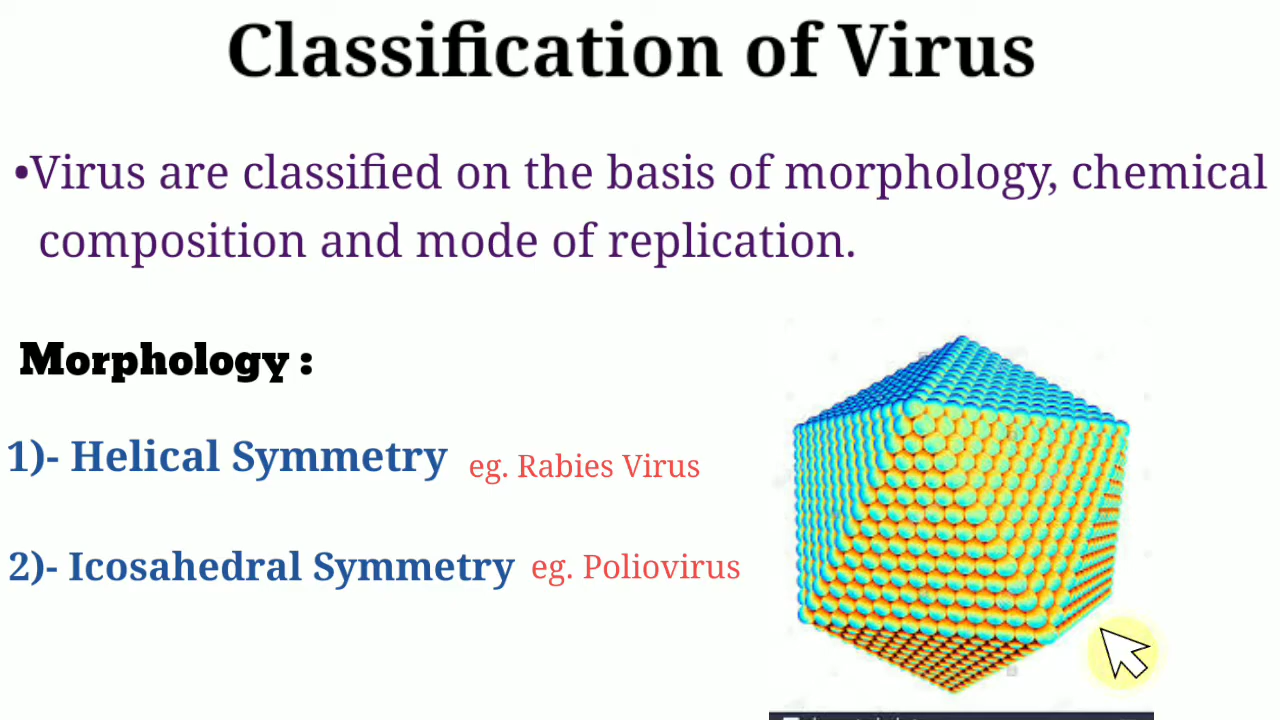 Classification of Virus
•Virus are classified on the basis of morphology, chemical
composition and mode of replication.
Morphology :
1)- Helical Symmetry eg. Rabies Virus
2)- Icosahedral Symmetry eg. Poliovirus